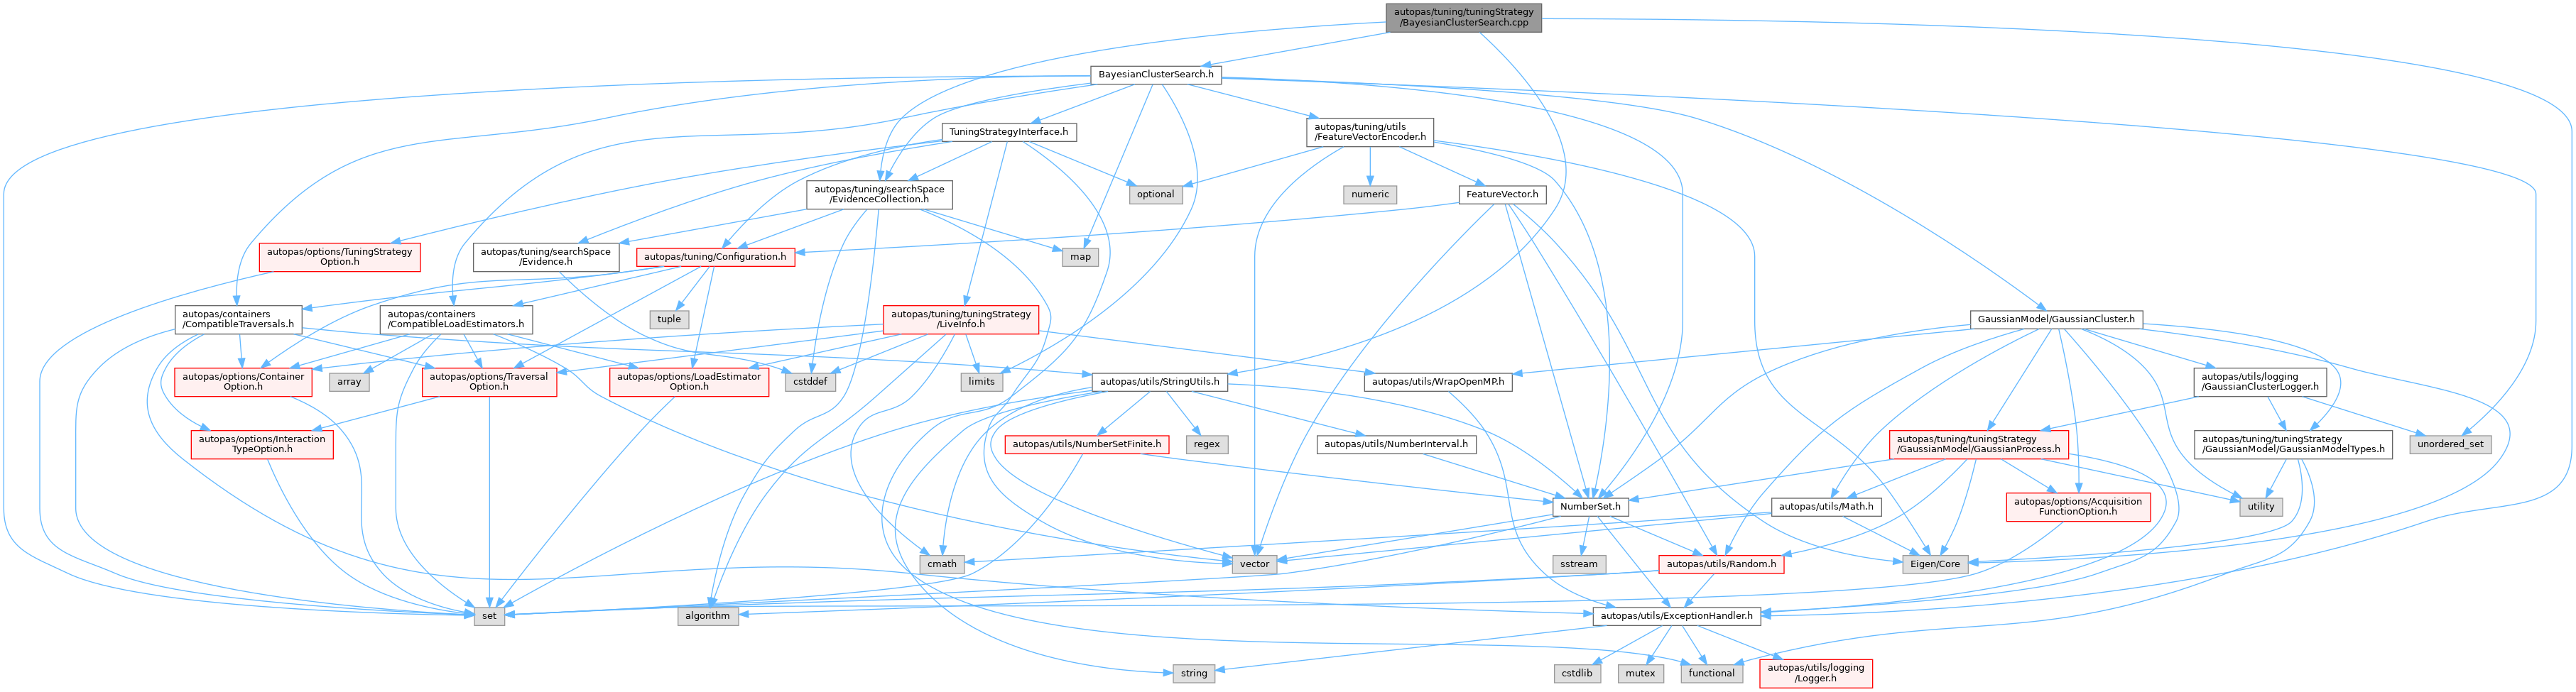 autopas/tuning/tuningStrategy
/BayesianClusterSearch.cpp
BayesianClusterSearch.h
TuningStrategyInterface.h
autopas/tuning/utils
/FeatureVectorEncoder.h
autopas/tuning/searchSpace
/EvidenceCollection.h
optional
numeric
FeatureVector.h
autopas/options/TuningStrategy
Option.h
autopas/tuning/searchSpace
/Evidence.h
autopas/tuning/Configuration.h
map
autopas/containers
/CompatibleTraversals.h
autopas/containers
/CompatibleLoadEstimators.h
tuple
autopas/tuning/tuningStrategy
/LiveInfo.h
GaussianModel/GaussianCluster.h
autopas/options/Container
Option.h
array
autopas/options/Traversal
Option.h
autopas/options/LoadEstimator
Option.h
cstddef
limits
autopas/utils/StringUtils.h
autopas/utils/WrapOpenMP.h
autopas/utils/logging
/GaussianClusterLogger.h
autopas/options/Interaction
TypeOption.h
autopas/utils/NumberSetFinite.h
regex
autopas/utils/NumberInterval.h
autopas/tuning/tuningStrategy
/GaussianModel/GaussianProcess.h
autopas/tuning/tuningStrategy
/GaussianModel/GaussianModelTypes.h
unordered_set
NumberSet.h
autopas/utils/Math.h
autopas/options/Acquisition
FunctionOption.h
utility
cmath
vector
sstream
autopas/utils/Random.h
Eigen/Core
set
algorithm
autopas/utils/ExceptionHandler.h
string
cstdlib
mutex
functional
autopas/utils/logging
/Logger.h